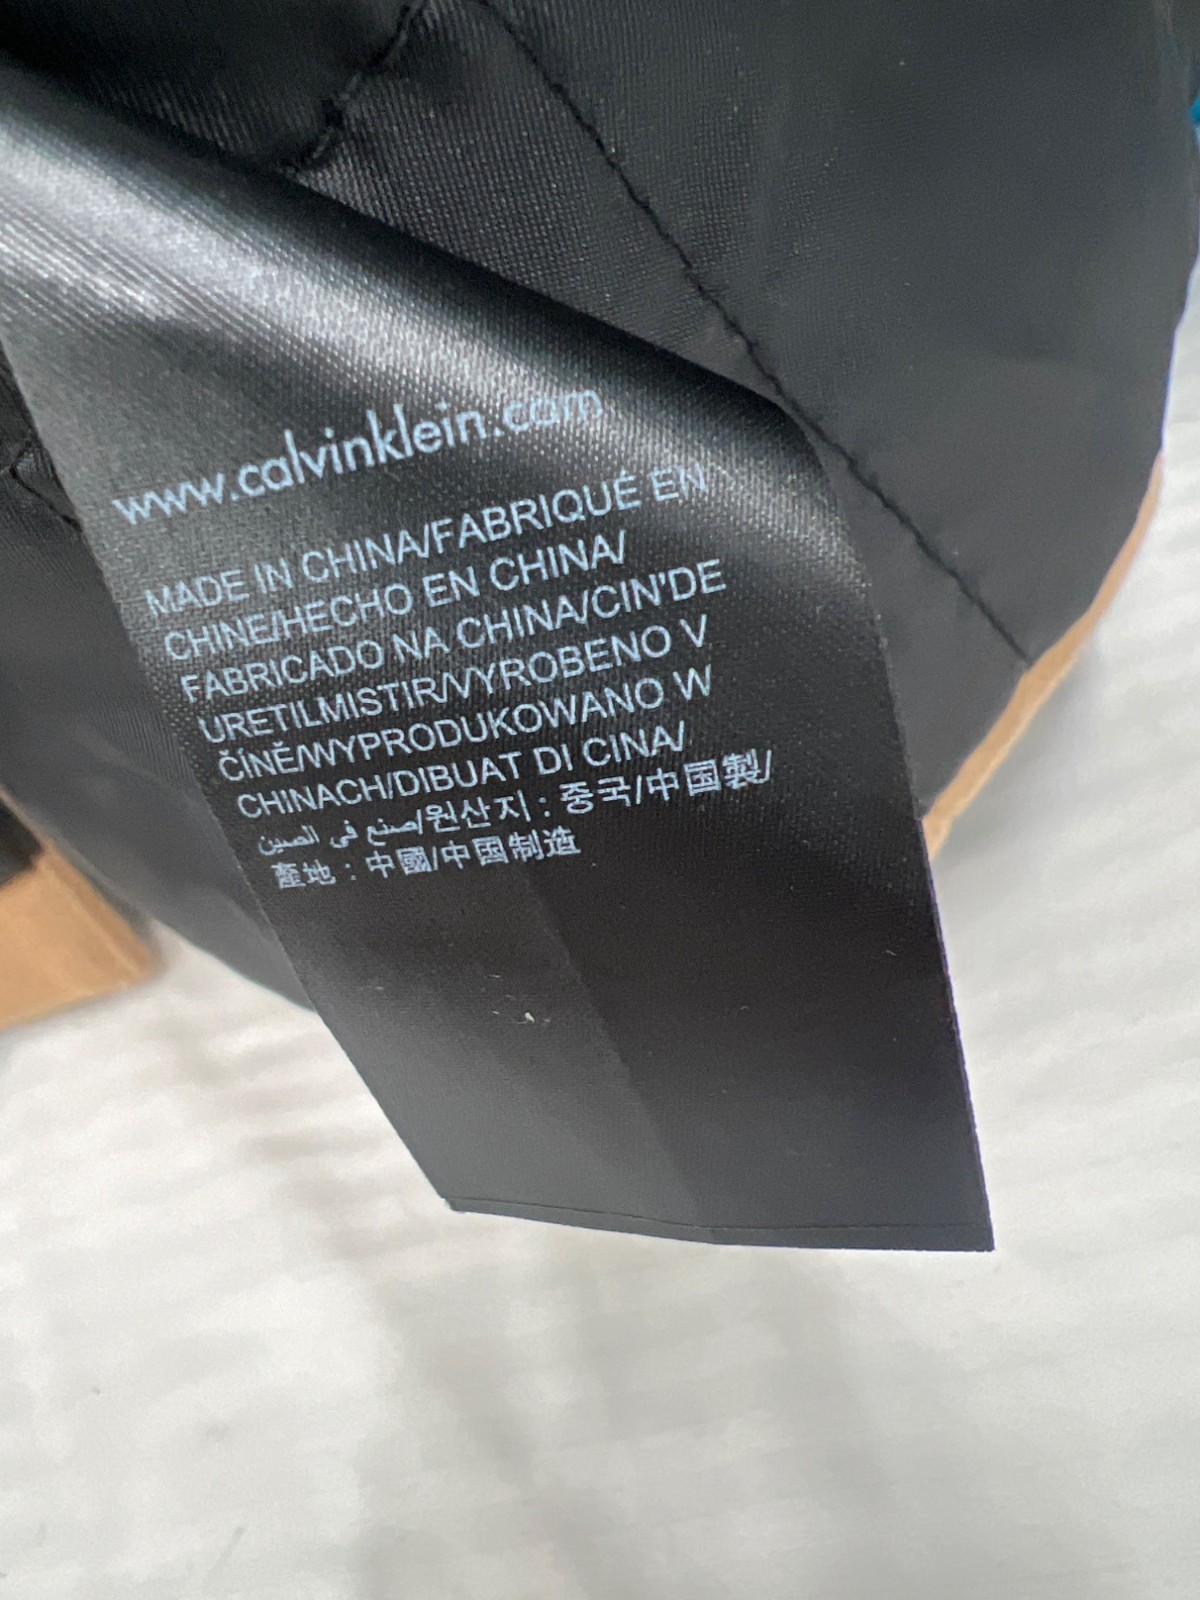 www.calvinklein.com
MADE IN CHINA/FABRIQUÉ EN
CHINE/HECHO EN CHINA/
FABRICADO NA CHINA/CIN'DE
URETILMISTIR/VYROBENO V
ČÍNĚ/WYPRODUKOWANO W
CHINACH/DIBUAT DI CINA/
صنع في الصين/원산지 : 중국/中国製/
產地 : 中國/中国制造